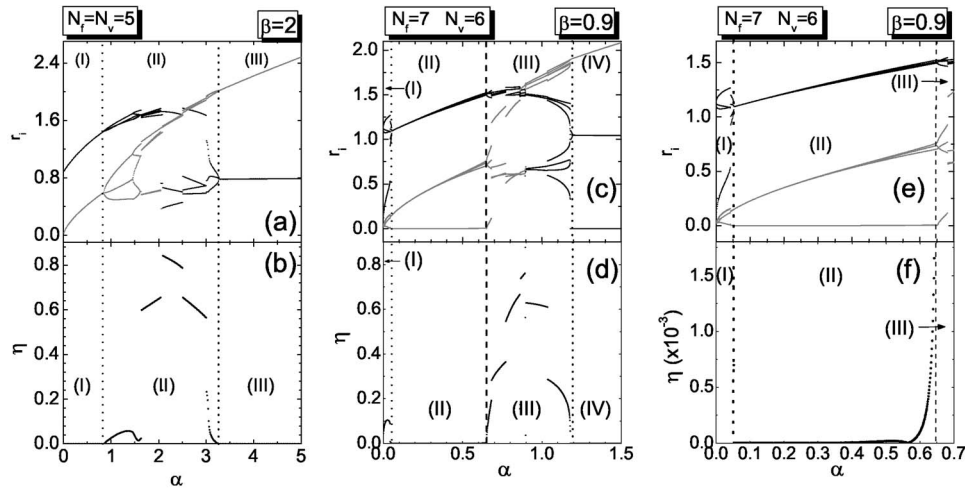 N_f=N_v=5 β=2
(I) (II) (III)
2.4
1.6
0.8
0.0
r_i
(a)
(b)
0.8
0.6
0.4
0.2
0.0
η
(I) (II) (III)
0 1 2 3 4 5
α
N_f=7 N_v=6 β=0.9
(II) (III) (IV)
(I)
2.0
1.5
1.0
0.5
0.0
r_i
(c)
(I)
(d)
0.8
0.6
0.4
0.2
0.0
η
(II) (III) (IV)
0.0 0.5 1.0 1.5
α
N_f=7 N_v=6 β=0.9
(III)
(I) (II)
1.5
1.0
0.5
0.0
r_i
(e)
(f)
(I) (II)
(III)
1.5
1.0
0.5
0.0
η (x10^-3)
0.0 0.1 0.2 0.3 0.4 0.5 0.6 0.7
α